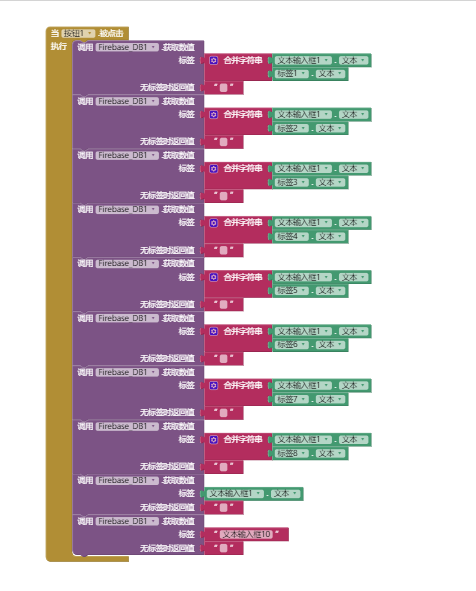 当 按钮1 .被点击
执行 调用 Firebase_DB1 .获取数值
标签 合并字符串 文本输入框1 . 文本
标签1 . 文本
无标签时返回值 " "
调用 Firebase_DB1 .获取数值
标签 合并字符串 文本输入框1 . 文本
标签2 . 文本
无标签时返回值 " "
调用 Firebase_DB1 .获取数值
标签 合并字符串 文本输入框1 . 文本
标签3 . 文本
无标签时返回值 " "
调用 Firebase_DB1 .获取数值
标签 合并字符串 文本输入框1 . 文本
标签4 . 文本
无标签时返回值 " "
调用 Firebase_DB1 .获取数值
标签 合并字符串 文本输入框1 . 文本
标签5 . 文本
无标签时返回值 " "
调用 Firebase_DB1 .获取数值
标签 合并字符串 文本输入框1 . 文本
标签6 . 文本
无标签时返回值 " "
调用 Firebase_DB1 .获取数值
标签 合并字符串 文本输入框1 . 文本
标签7 . 文本
无标签时返回值 " "
调用 Firebase_DB1 .获取数值
标签 合并字符串 文本输入框1 . 文本
标签8 . 文本
无标签时返回值 " "
调用 Firebase_DB1 .获取数值
标签 文本输入框1 . 文本
无标签时返回值 " "
调用 Firebase_DB1 .获取数值
标签 " 文本输入框10 "
无标签时返回值 " "